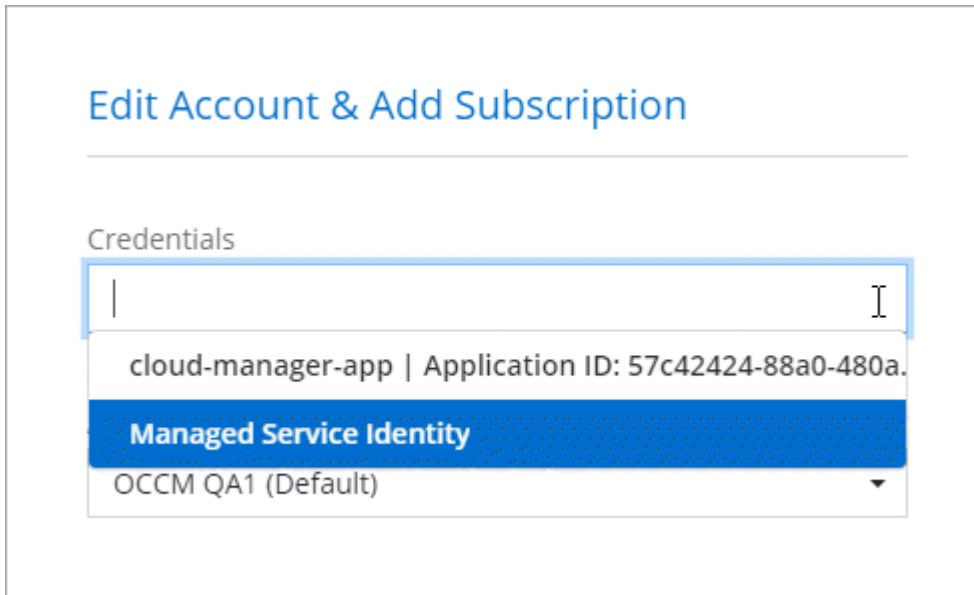 Edit Account & Add Subscription
Credentials
cloud-manager-app | Application ID: 57c42424-88a0-480a.
Managed Service Identity
OCCM QA1 (Default)